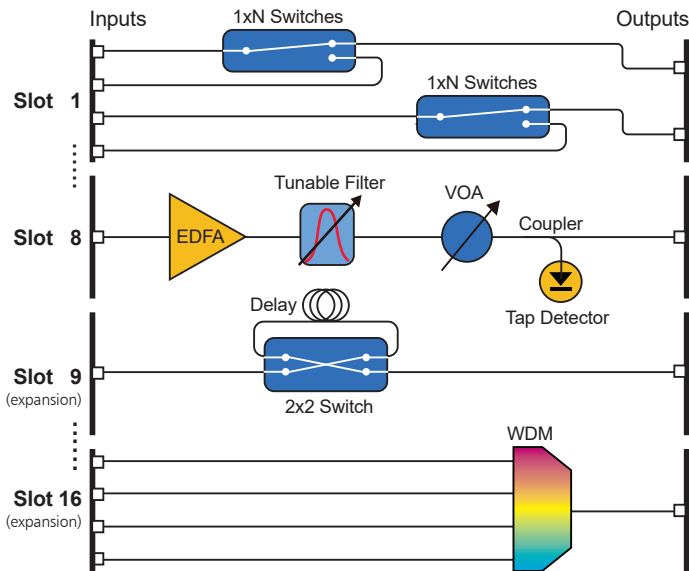 Inputs
1xN Switches
Outputs
1xN Switches
Slot 1
Tunable Filter
VOA
Coupler
Slot 8
EDFA
Delay
Tap Detector
Slot 9
(expansion)
2x2 Switch
WDM
Slot 16
(expansion)